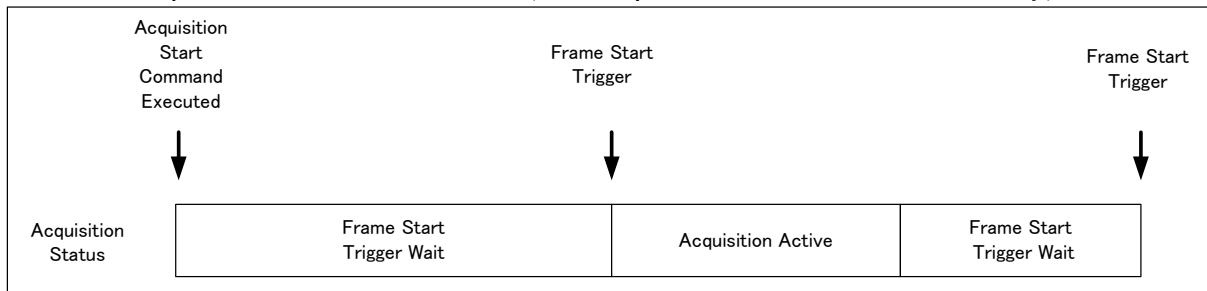 Acquisition
Start
Command
Executed
Frame Start
Trigger
Frame Start
Trigger
Acquisition
Status
Frame Start
Trigger Wait
Acquisition Active
Frame Start
Trigger Wait